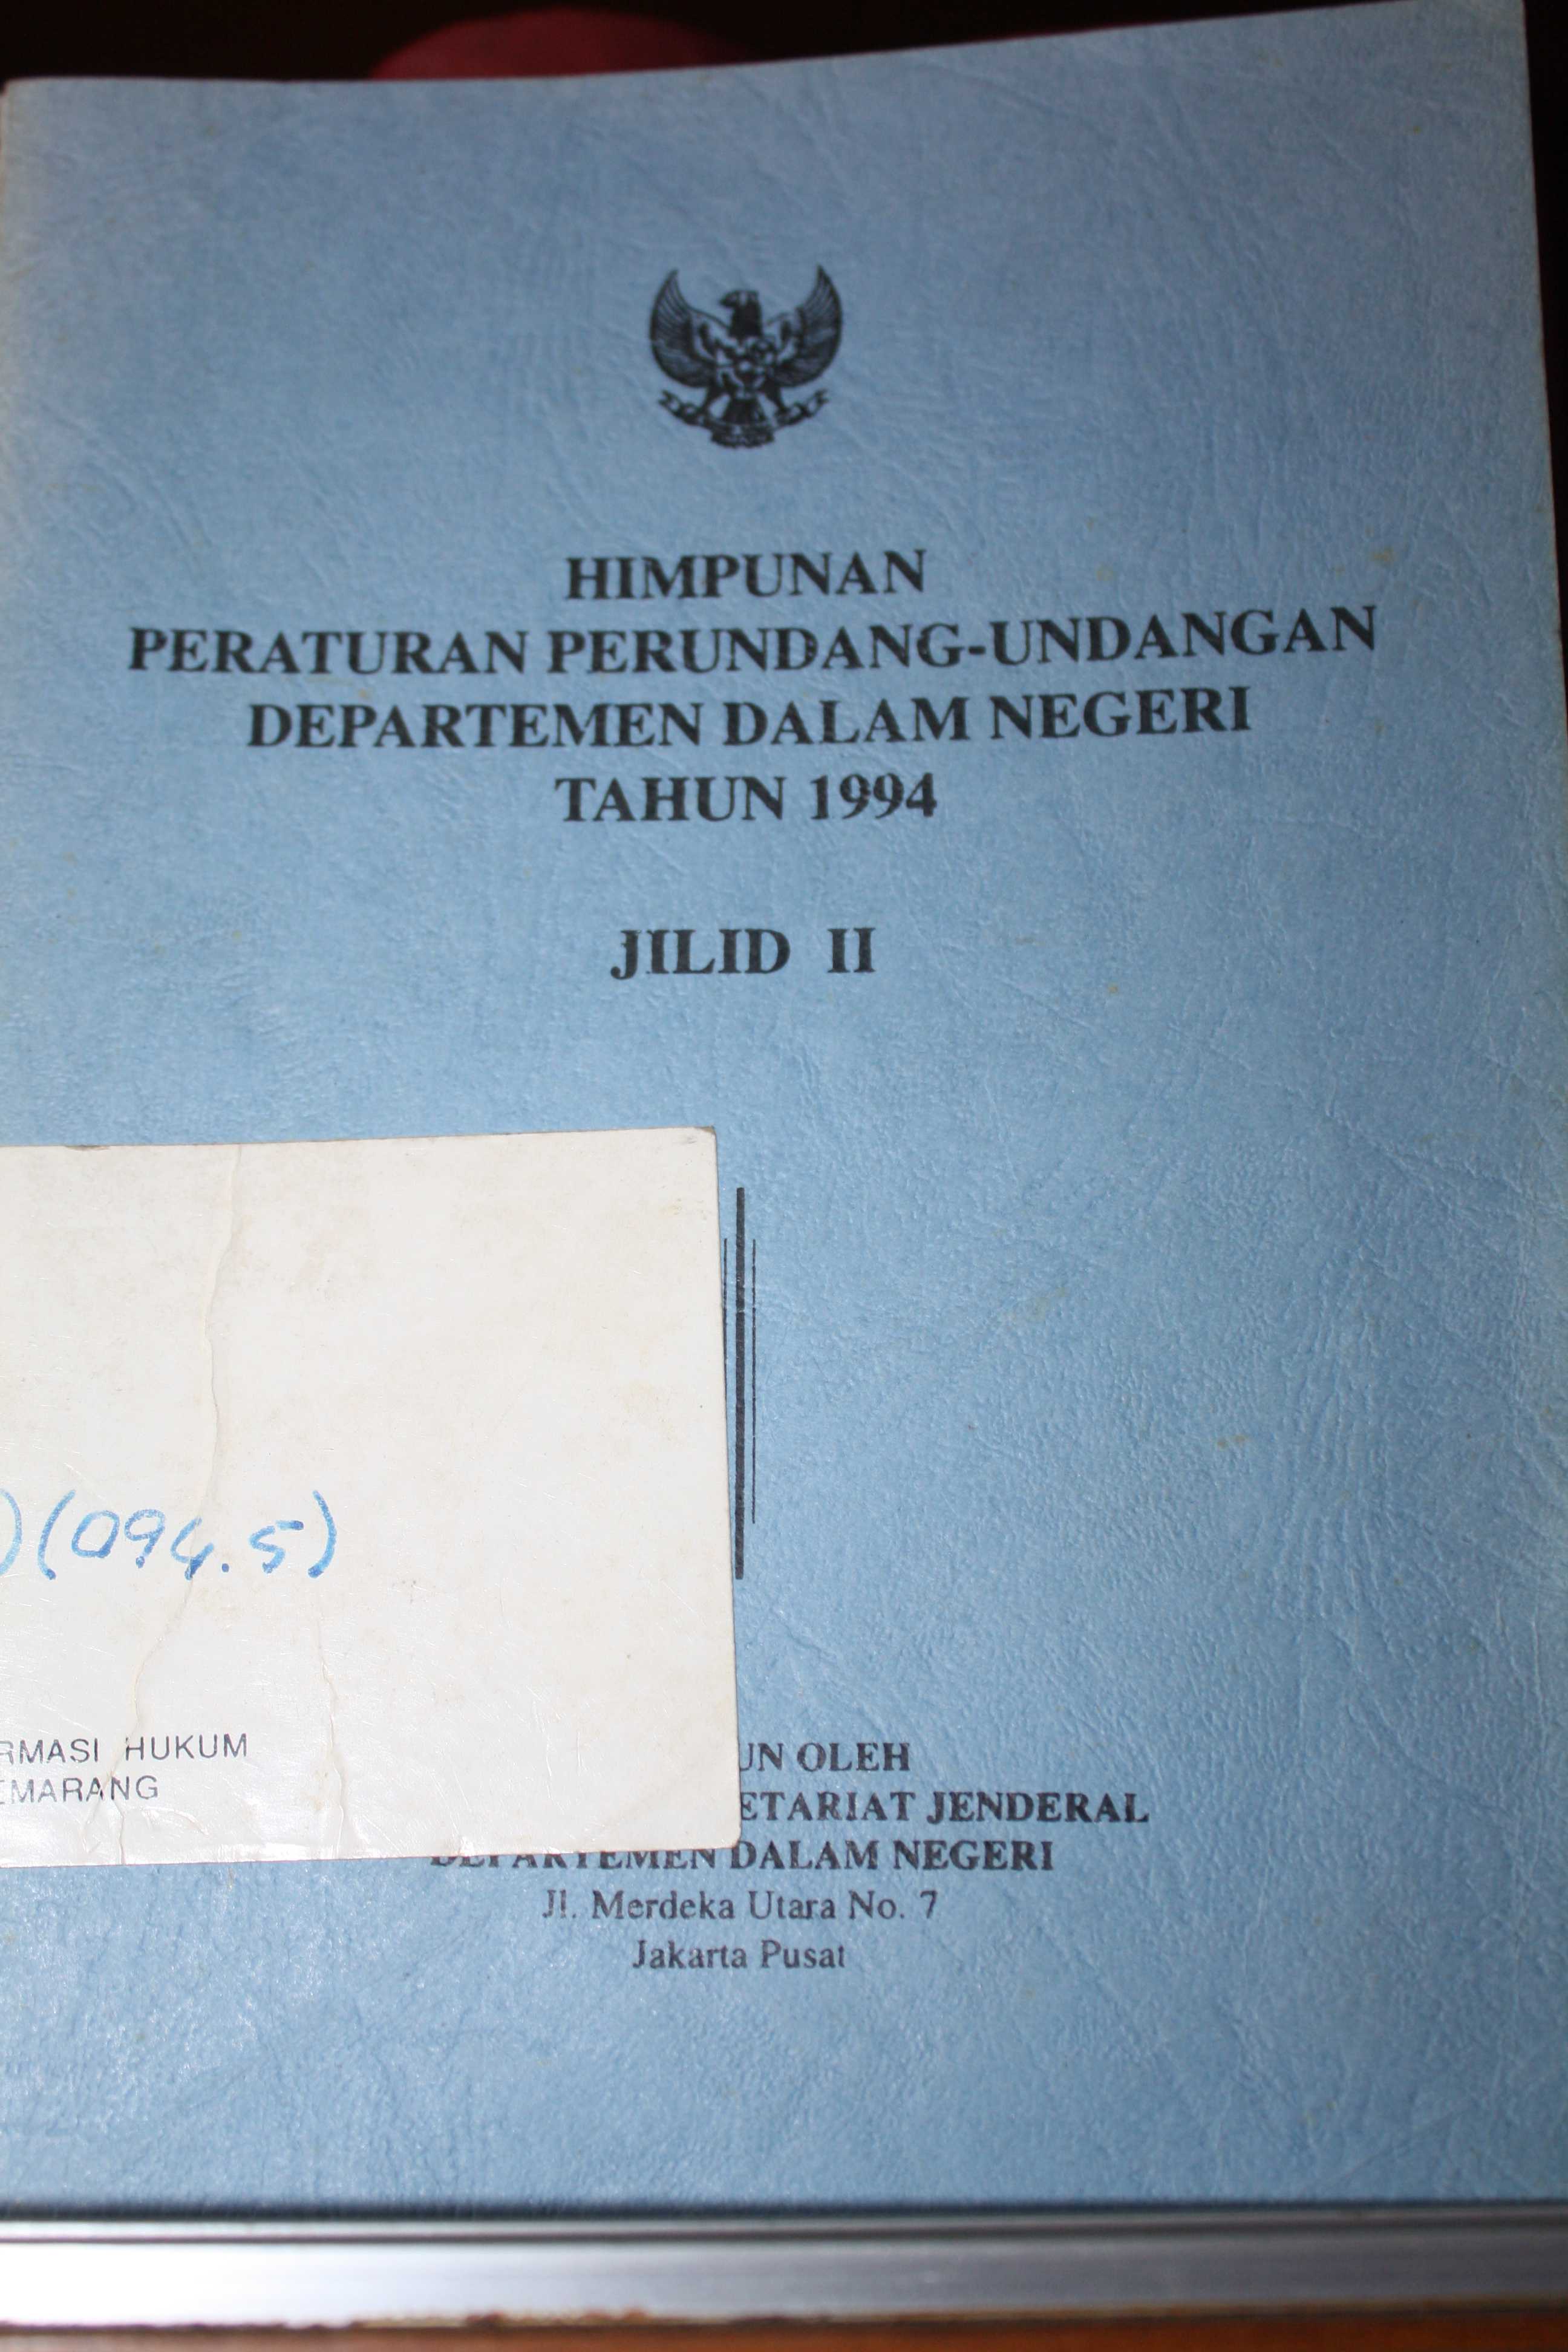 HIMPUNAN
PERATURAN PERUNDANG-UNDANGAN
DEPARTEMEN DALAM NEGERI
TAHUN 1994
JILID II
)(094.5)
RMASI HUKUM
EMARANG
UN OLEH
ETARIAT JENDERAL
DEPARTEMEN DALAM NEGERI
Jl. Merdeka Utara No. 7
Jakarta Pusat